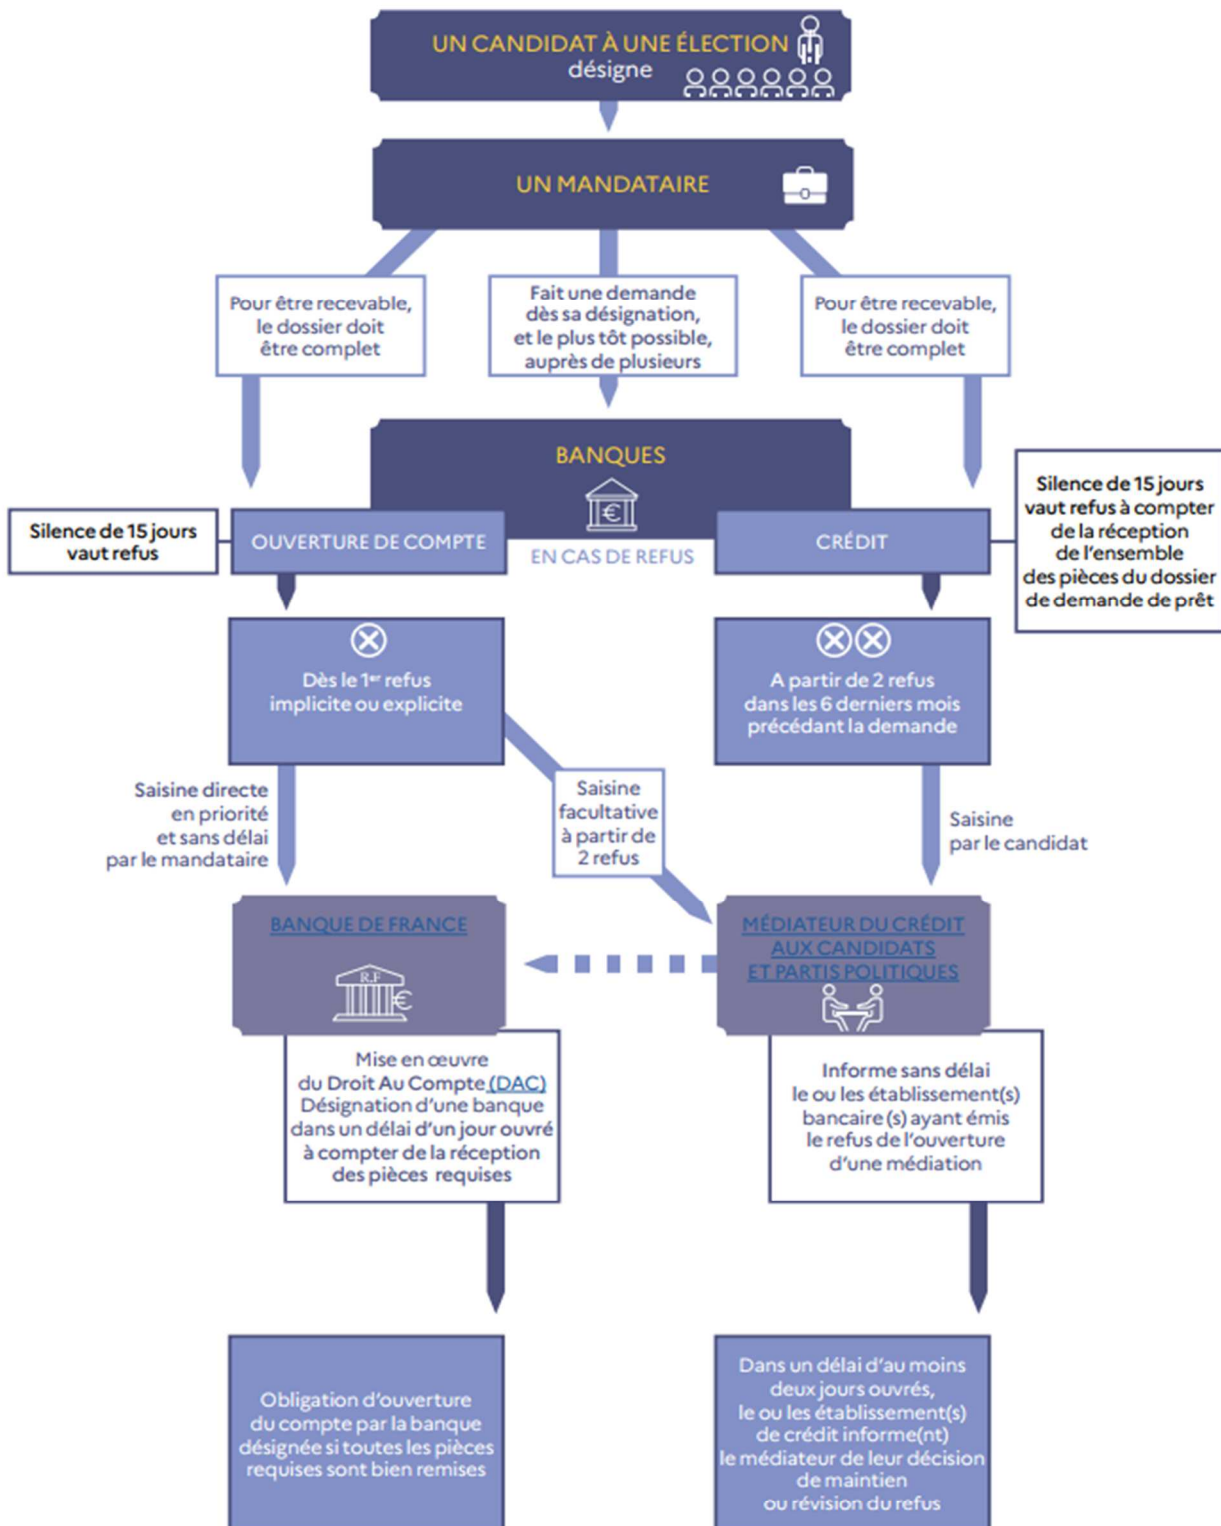 UN CANDIDAT À UNE ÉLECTION
désigne
UN MANDATAIRE
Pour être recevable,
le dossier doit
être complet
Fait une demande
dès sa désignation,
et le plus tôt possible,
auprès de plusieurs
Pour être recevable,
le dossier doit
être complet
BANQUES
€
Silence de 15 jours
vaut refus
OUVERTURE DE COMPTE
EN CAS DE REFUS
CRÉDIT
Silence de 15 jours
vaut refus à compter
de la réception
de l'ensemble
des pièces du dossier
de demande de prêt
Dès le 1er refus
implicite ou explicite
A partir de 2 refus
dans les 6 derniers mois
précédant la demande
Saisine directe
en priorité
et sans délai
par le mandataire
Saisine
facultative
à partir de
2 refus
Saisine
par le candidat
BANQUE DE FRANCE
R.F
€
MÉDIATEUR DU CRÉDIT
AUX CANDIDATS
ET PARTIS POLITIQUES
Mise en œuvre
du Droit Au Compte (DAC)
Désignation d'une banque
dans un délai d'un jour ouvré
à compter de la réception
des pièces requises
Informe sans délai
le ou les établissement(s)
bancaire (s) ayant émis
le refus de l'ouverture
d'une médiation
Obligation d'ouverture
du compte par la banque
désignée si toutes les pièces
requises sont bien remises
Dans un délai d'au moins
deux jours ouvrés,
le ou les établissement(s)
de crédit informe(nt)
le médiateur de leur décision
de maintien
ou révision du refus